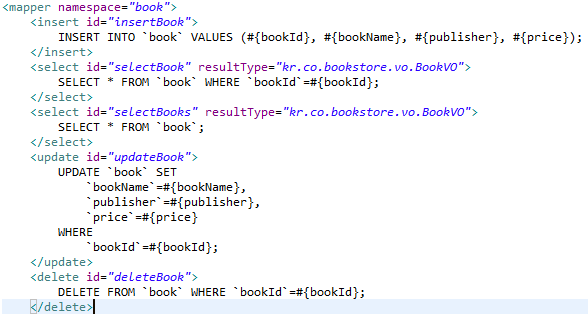 <mapper namespace="book">
<insert id="insertBook">
INSERT INTO `book` VALUES (#{bookId}, #{bookName}, #{publisher}, #{price});
</insert>
<select id="selectBook" resultType="kr.co.bookstore.vo.BookVO">
SELECT * FROM `book` WHERE `bookId`=#{bookId};
</select>
<select id="selectBooks" resultType="kr.co.bookstore.vo.BookVO">
SELECT * FROM `book`;
</select>
<update id="updateBook">
UPDATE `book` SET
`bookName`=#{bookName},
`publisher`=#{publisher},
`price`=#{price}
WHERE
`bookId`=#{bookId};
</update>
<delete id="deleteBook">
DELETE FROM `book` WHERE `bookId`=#{bookId};
</delete>